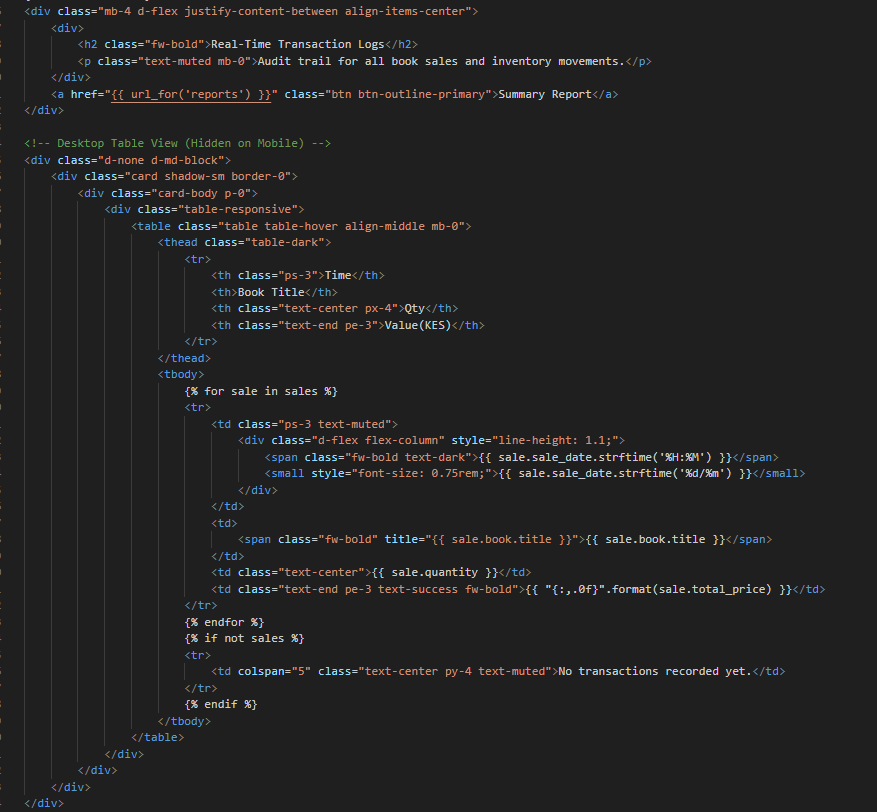 <div class="mb-4 d-flex justify-content-between align-items-center">
    <div>
        <h2 class="fw-bold">Real-Time Transaction Logs</h2>
        <p class="text-muted mb-0">Audit trail for all book sales and inventory movements.</p>
    </div>
    <a href="{{ url_for('reports') }}" class="btn btn-outline-primary">Summary Report</a>
</div>

<!-- Desktop Table View (Hidden on Mobile) -->
<div class="d-none d-md-block">
    <div class="card shadow-sm border-0">
        <div class="card-body p-0">
            <div class="table-responsive">
                <table class="table table-hover align-middle mb-0">
                    <thead class="table-dark">
                        <tr>
                            <th class="ps-3">Time</th>
                            <th>Book Title</th>
                            <th class="text-center px-4">Qty</th>
                            <th class="text-end pe-3">Value(KES)</th>
                        </tr>
                    </thead>
                    <tbody>
                        {% for sale in sales %}
                        <tr>
                            <td class="ps-3 text-muted">
                                <div class="d-flex flex-column" style="line-height: 1.1;">
                                    <span class="fw-bold text-dark">{{ sale.sale_date.strftime('%H:%M') }}</span>
                                    <small style="font-size: 0.75rem;">{{ sale.sale_date.strftime('%d/%m') }}</small>
                                </div>
                            </td>
                            <td>
                                <span class="fw-bold" title="{{ sale.book.title }}">{{ sale.book.title }}</span>
                            </td>
                            <td class="text-center">{{ sale.quantity }}</td>
                            <td class="text-end pe-3 text-success fw-bold">{{ "{:,.0f}".format(sale.total_price) }}</td>
                        </tr>
                        {% endfor %}
                        {% if not sales %}
                        <tr>
                            <td colspan="5" class="text-center py-4 text-muted">No transactions recorded yet.</td>
                        </tr>
                        {% endif %}
                    </tbody>
                </table>
            </div>
        </div>
    </div>
</div>